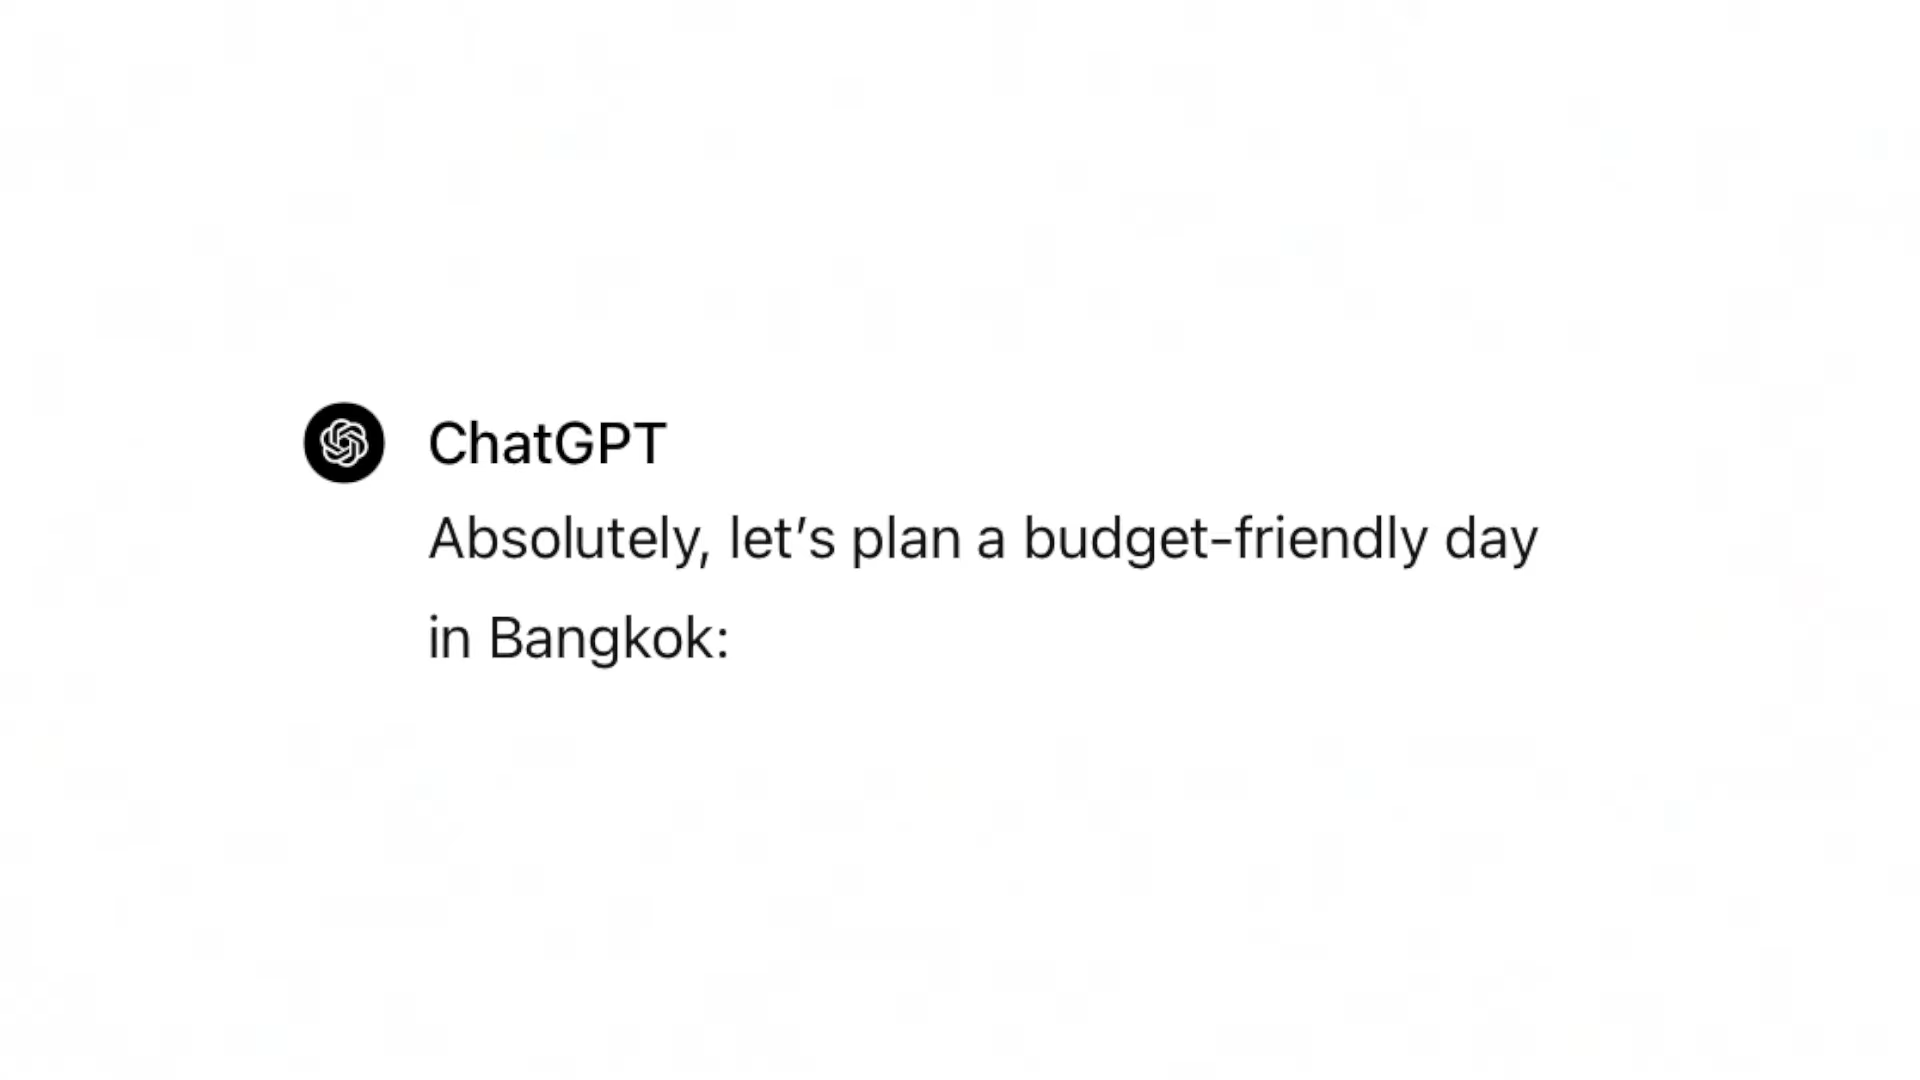 ChatGPT
Absolutely, let’s plan a budget-friendly day
in Bangkok: